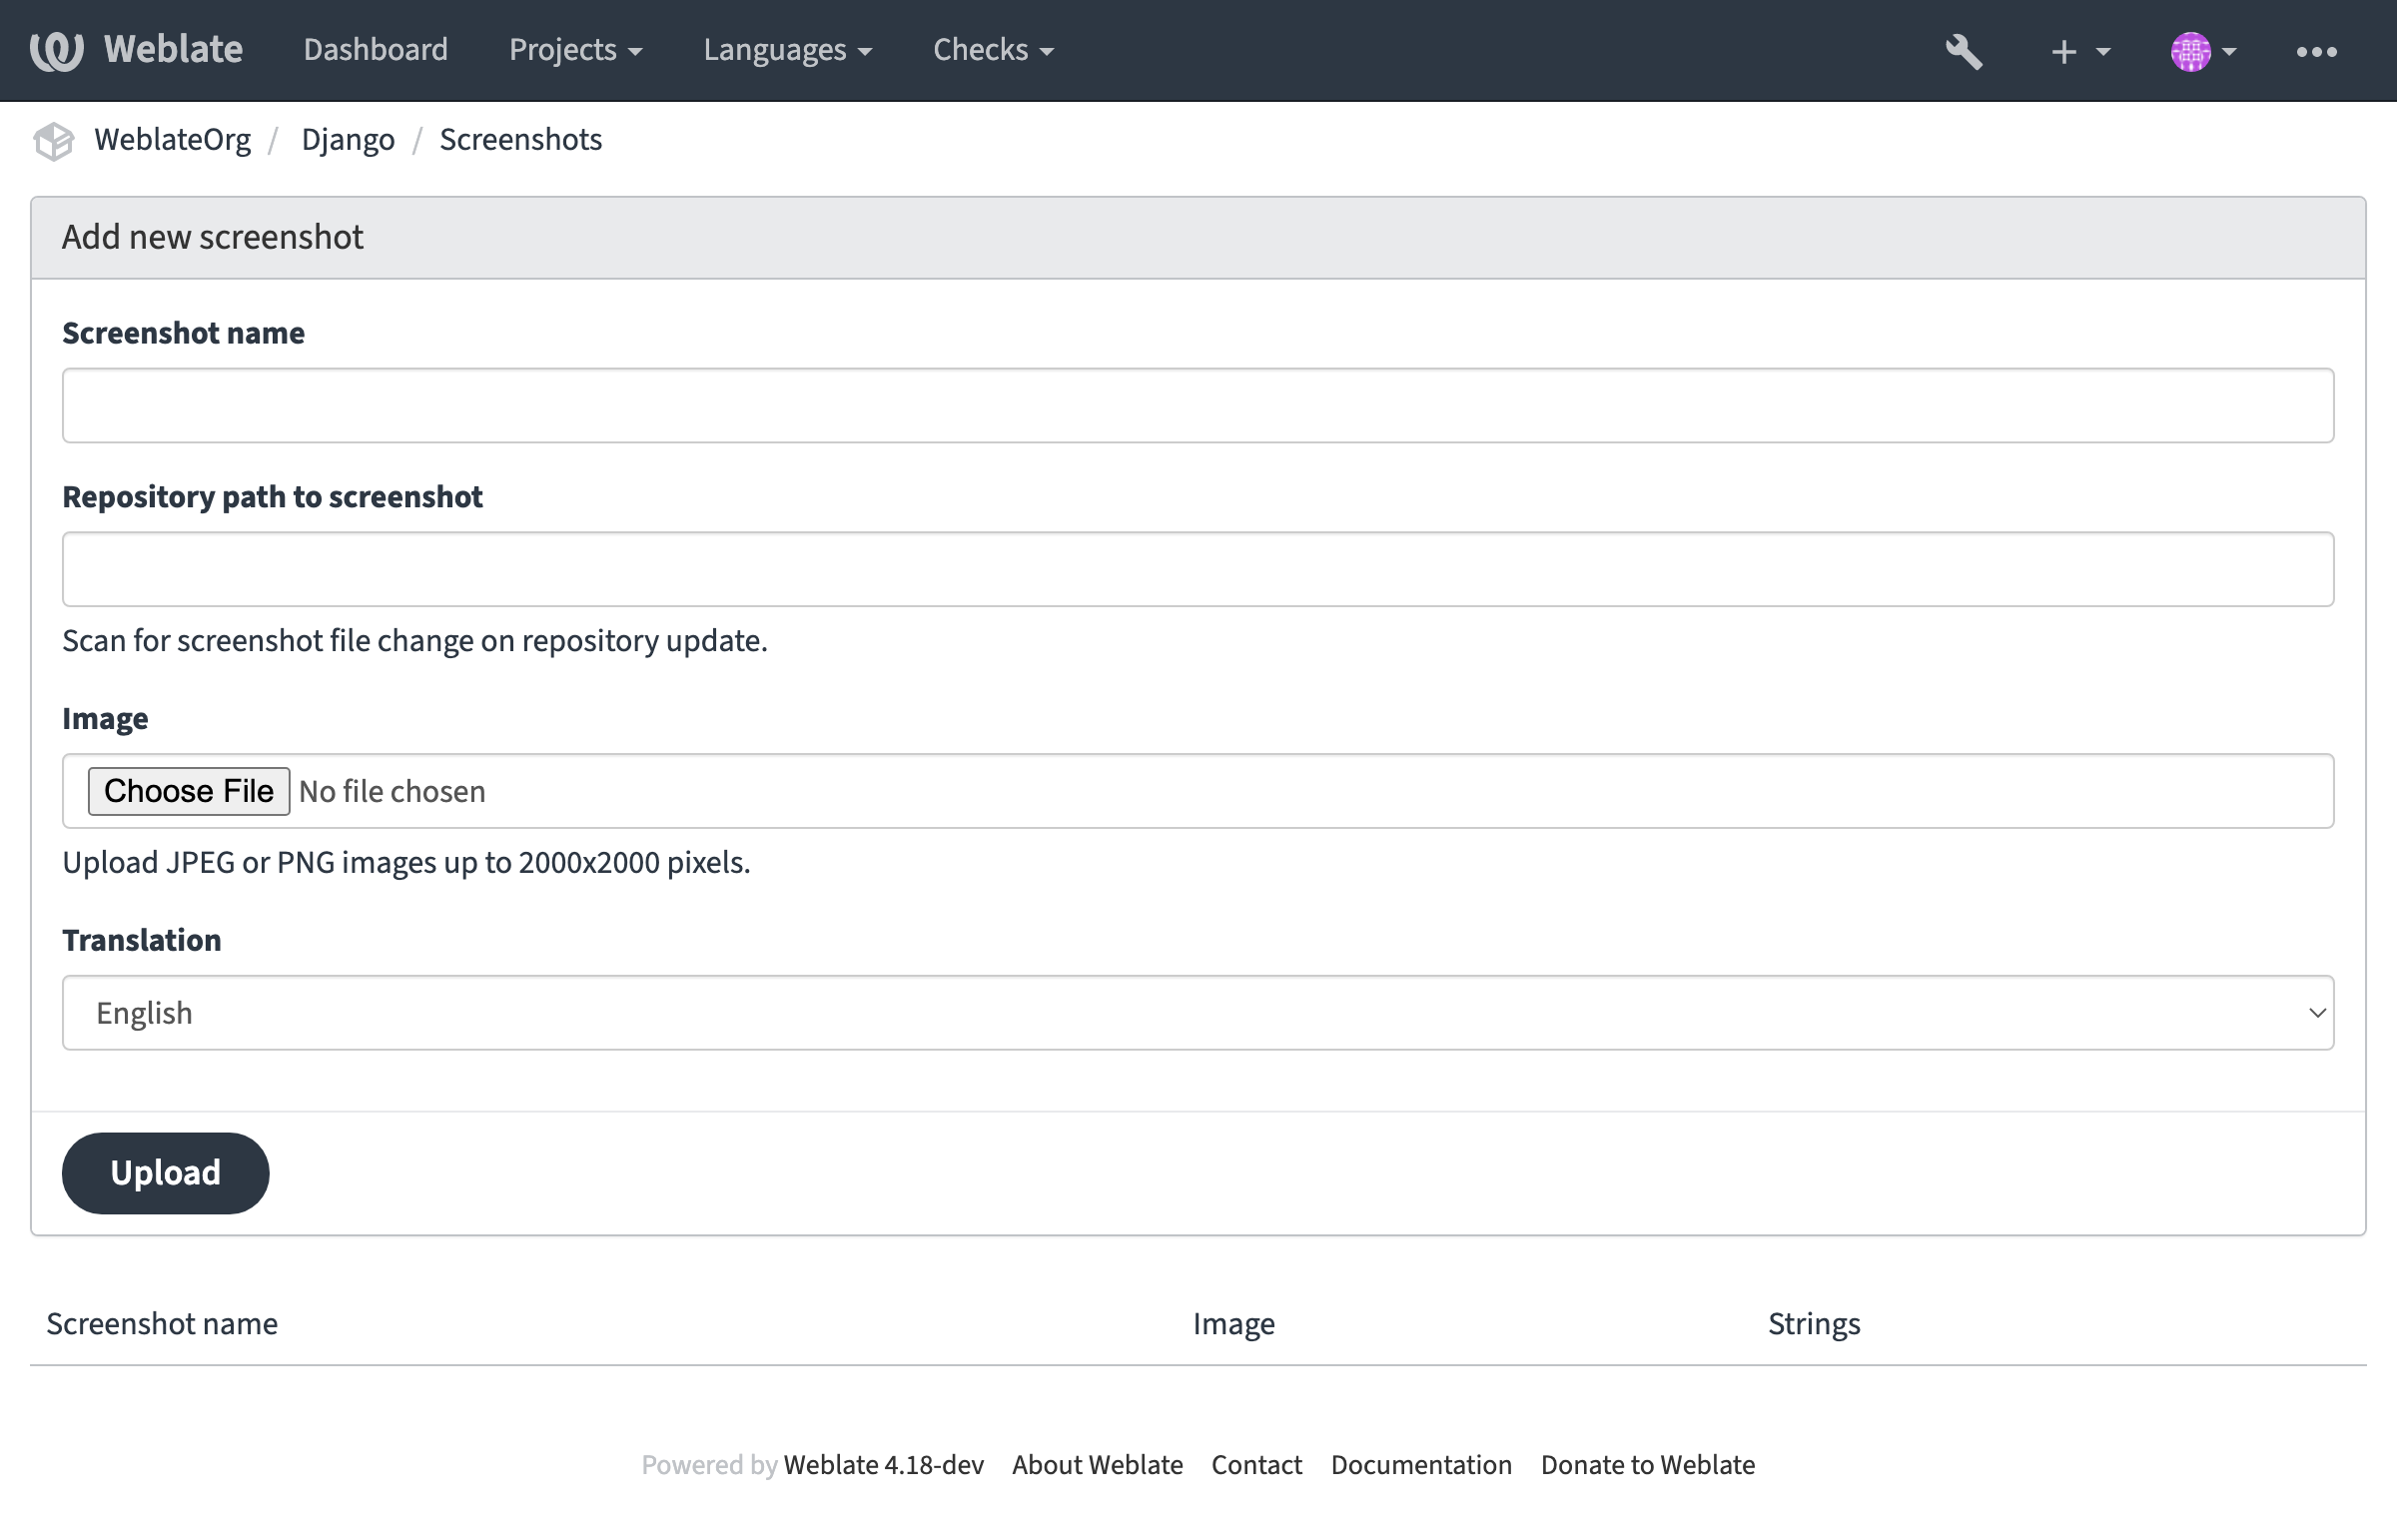 Weblate Dashboard Projects Languages Checks
WeblateOrg / Django / Screenshots
Add new screenshot
Screenshot name
Repository path to screenshot
Scan for screenshot file change on repository update.
Image
Choose File No file chosen
Upload JPEG or PNG images up to 2000x2000 pixels.
Translation
English
Upload
Screenshot name Image Strings
Powered by Weblate 4.18-dev About Weblate Contact Documentation Donate to Weblate